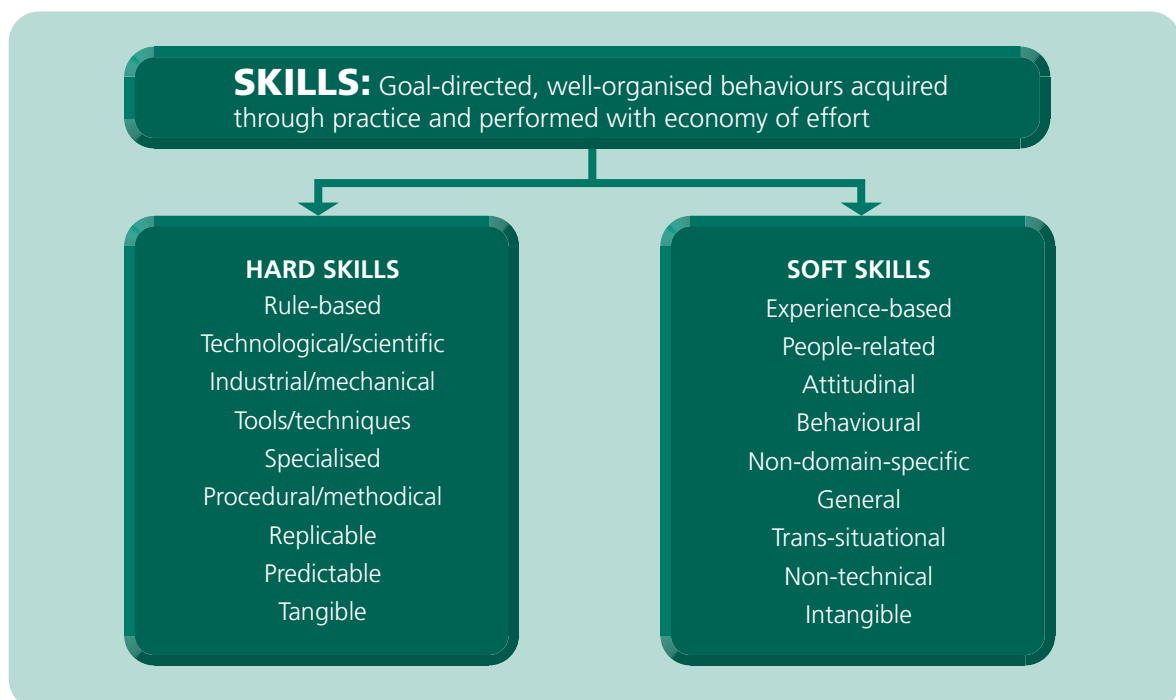 SKILLS: Goal-directed, well-organised behaviours acquired
through practice and performed with economy of effort
HARD SKILLS
Rule-based
Technological/scientific
Industrial/mechanical
Tools/techniques
Specialised
Procedural/methodical
Replicable
Predictable
Tangible
SOFT SKILLS
Experience-based
People-related
Attitudinal
Behavioural
Non-domain-specific
General
Trans-situational
Non-technical
Intangible